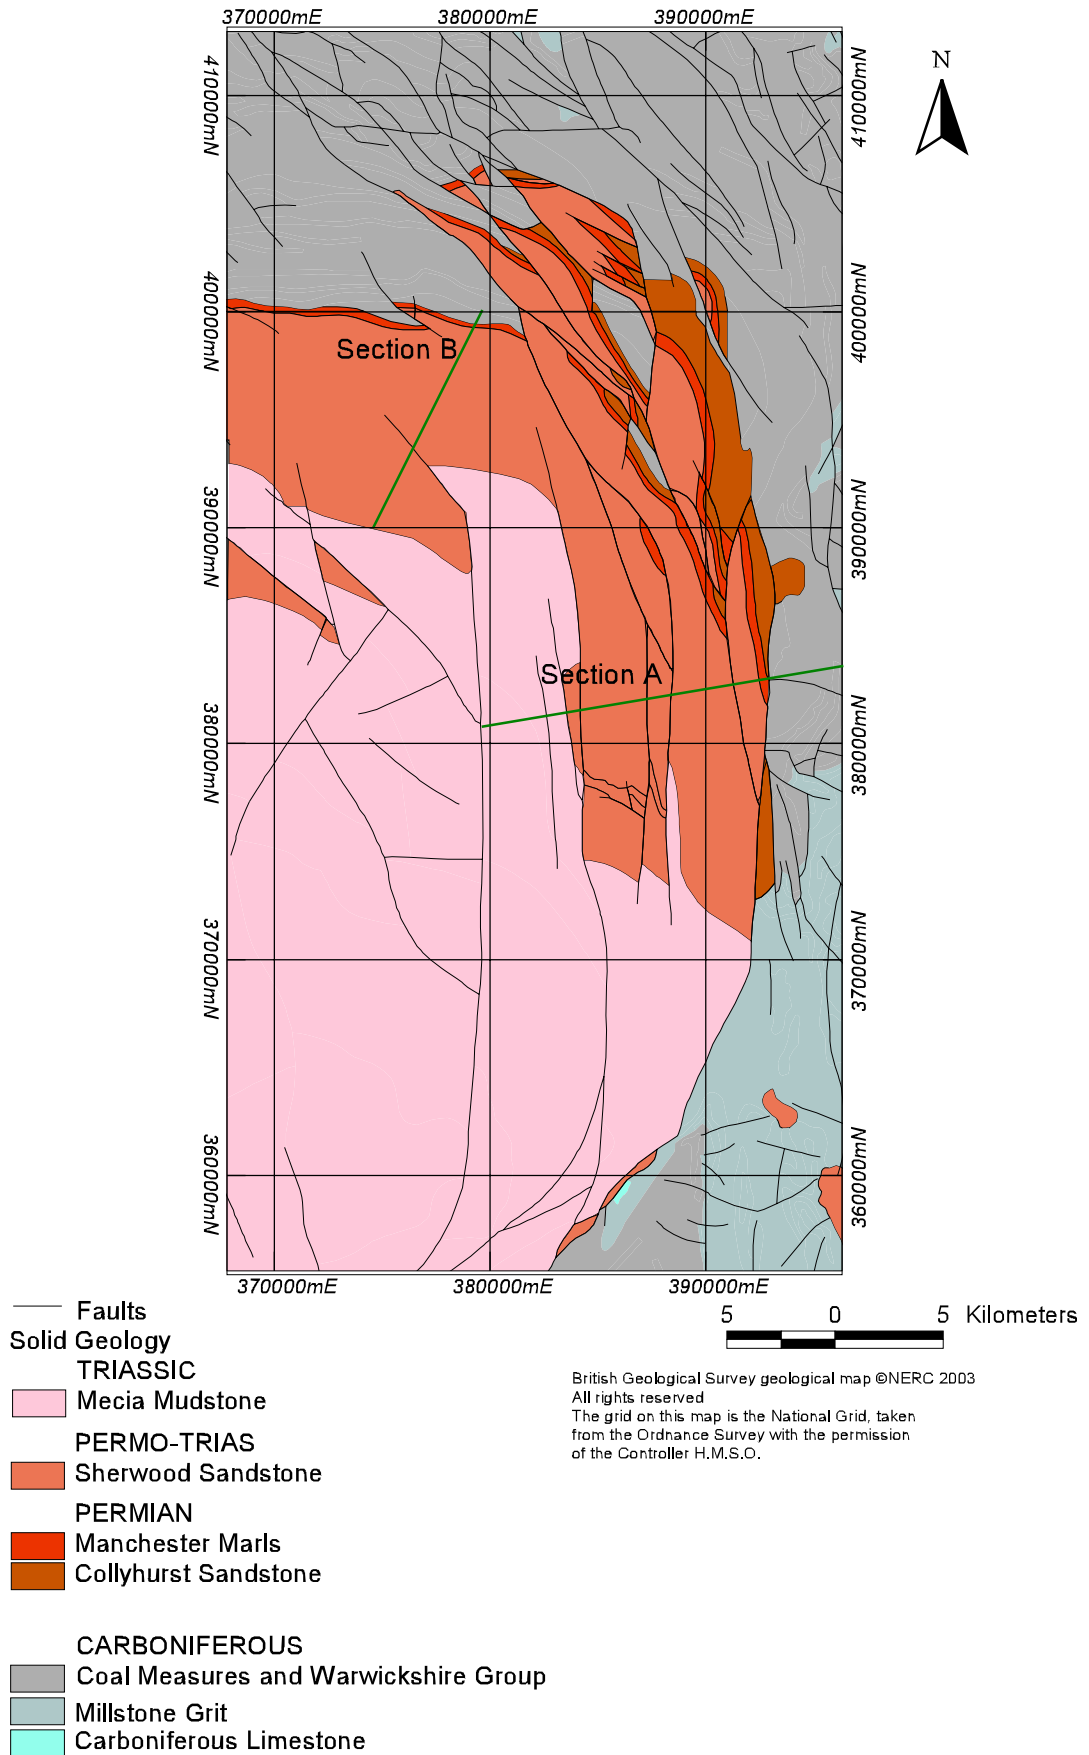 370000mE 380000mE 390000mE
N
410000mN 410000mN
400000mN 400000mN
Section B
390000mN 390000mN
Section A
380000mN 380000mN
370000mN 370000mN
360000mN 360000mN
370000mE 380000mE 390000mE
Faults
5 0 5 Kilometers
Solid Geology
TRIASSIC
Mecia Mudstone
PERMO-TRIAS
Sherwood Sandstone
PERMIAN
Manchester Marls
Collyhurst Sandstone
CARBONIFEROUS
Coal Measures and Warwickshire Group
Millstone Grit
Carboniferous Limestone
British Geological Survey geological map ©NERC 2003
All rights reserved
The grid on this map is the National Grid, taken
from the Ordnance Survey with the permission
of the Controller H.M.S.O.